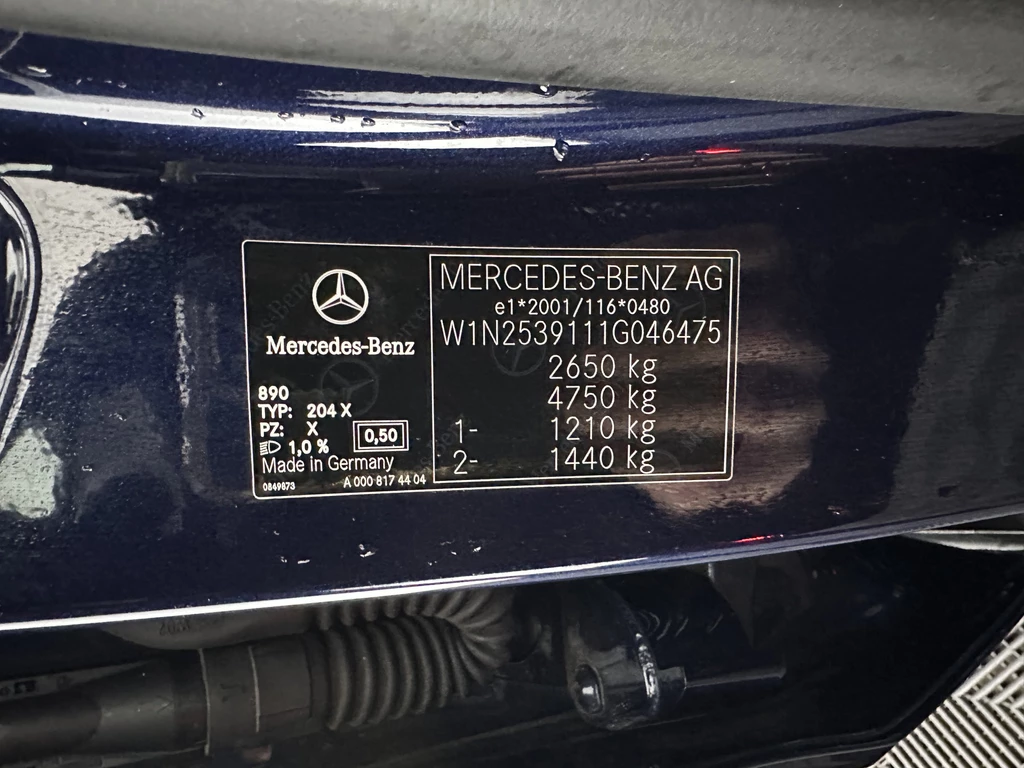 Mercedes-Benz
890
TYP: 204 X
PZ: X
1,0 %
0,50
Made in Germany
0849873 A 000 817 44 04
MERCEDES-BENZ AG
e1*2001/116*0480
W1N2539111G046475
2650 kg
4750 kg
1- 1210 kg
2- 1440 kg